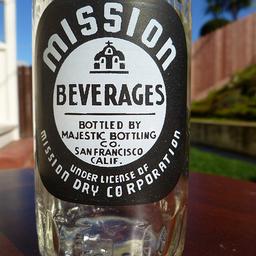 MISSION
BEVERAGES
BOTTLED BY
MAJESTIC BOTTLING
CO.
SAN FRANCISCO
CALIF.
UNDER LICENSE OF
MISSION DRY CORPORATION